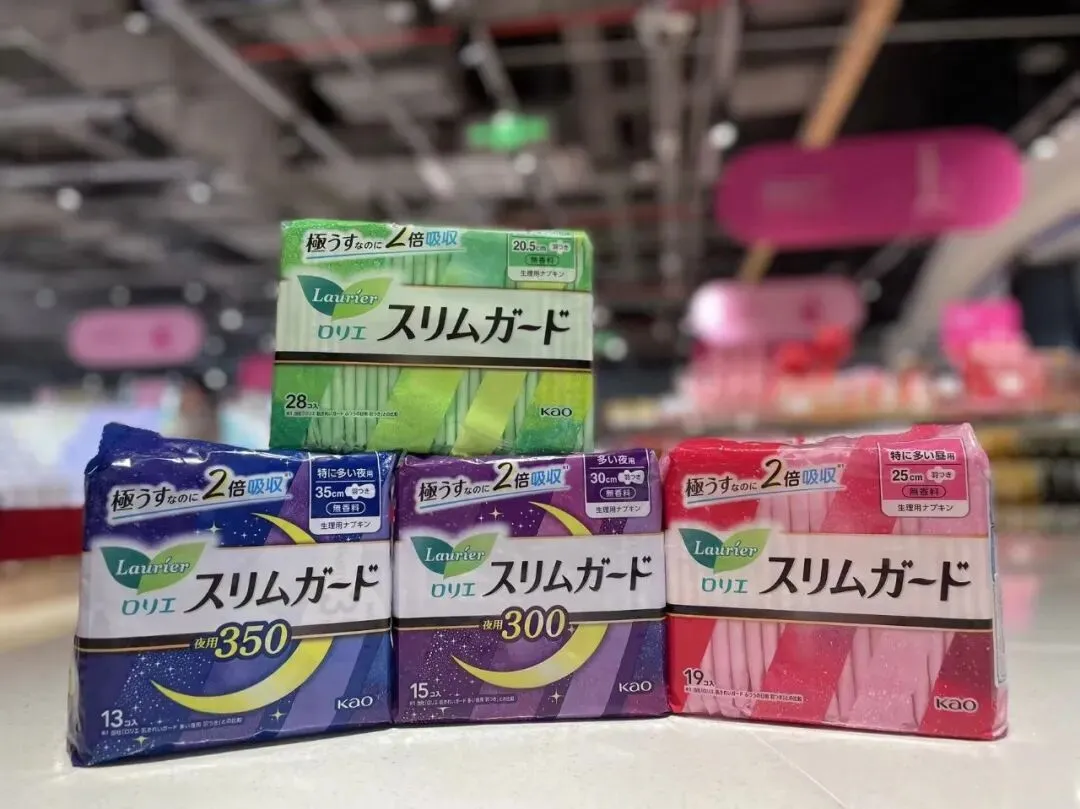 極うすなのに2倍吸収
20.5cm 羽つき
無香料
生理用ナプキン
Laurier
ロリエ スリムガード
28コ入
Kao
極うすなのに2倍吸収
特に多い夜用
35cm 羽つき
無香料
生理用ナプキン
Laurier
ロリエ スリムガード
夜用350
13コ入
Kao
極うすなのに2倍吸収
多い夜用
30cm 羽つき
無香料
生理用ナプキン
Laurier
ロリエ スリムガード
夜用300
15コ入
Kao
極うすなのに2倍吸収
特に多い昼用
25cm 羽つき
無香料
生理用ナプキン
Laurier
ロリエ スリムガード
19コ入
Kao